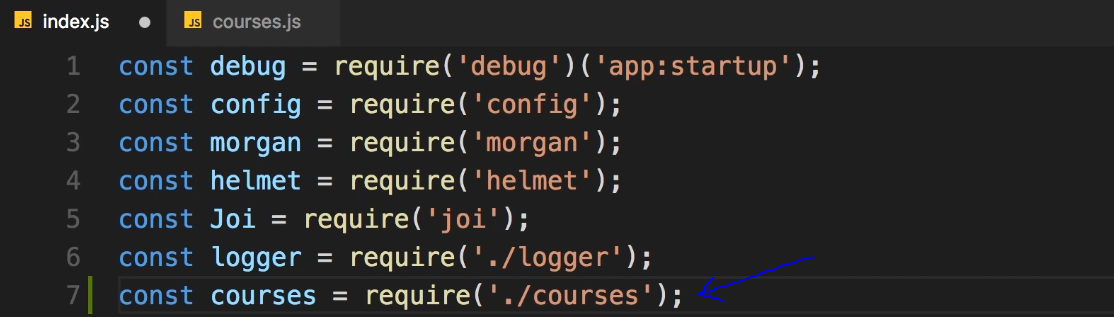 JS index.js JS courses.js
1 const debug = require('debug')('app:startup');
2 const config = require('config');
3 const morgan = require('morgan');
4 const helmet = require('helmet');
5 const Joi = require('joi');
6 const logger = require('./logger');
7 const courses = require('./courses');